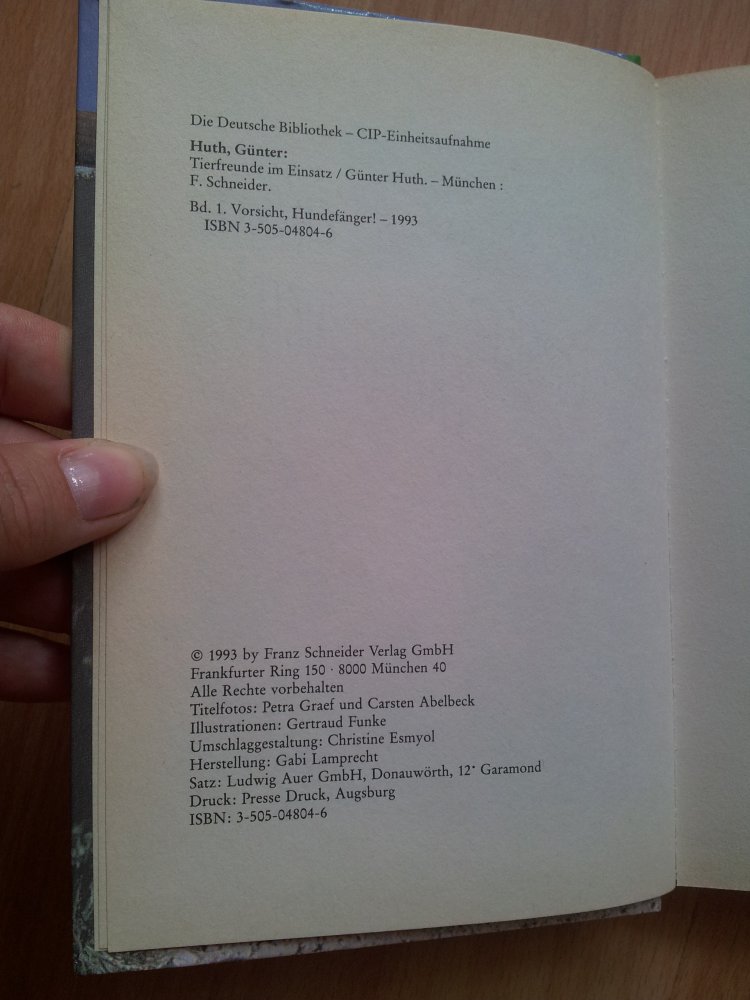 Die Deutsche Bibliothek – CIP-Einheitsaufnahme
Huth, Günter:
Tierfreunde im Einsatz / Günter Huth. – München :
F. Schneider.
Bd. 1. Vorsicht, Hundefänger! – 1993
ISBN 3-505-04804-6
© 1993 by Franz Schneider Verlag GmbH
Frankfurter Ring 150 · 8000 München 40
Alle Rechte vorbehalten
Titelfotos: Petra Graef und Carsten Abelbeck
Illustrationen: Gertraud Funke
Umschlaggestaltung: Christine Esmyol
Herstellung: Gabi Lamprecht
Satz: Ludwig Auer GmbH, Donauwörth, 12* Garamond
Druck: Presse Druck, Augsburg
ISBN: 3-505-04804-6